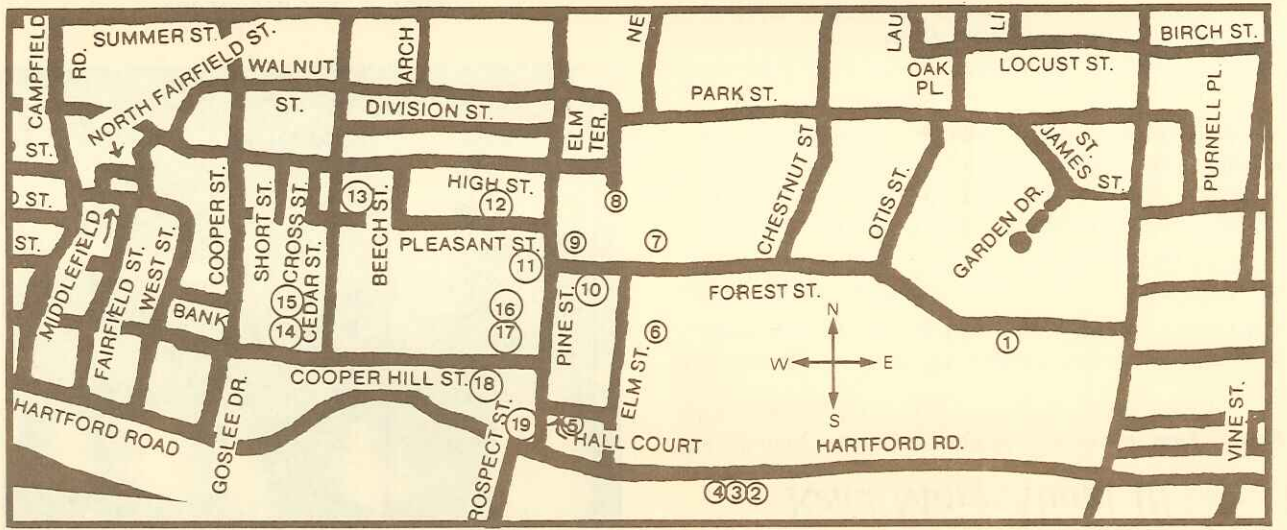 CAMPFIELD
RD.
SUMMER ST.
NORTH FAIRFIELD ST.
WALNUT
ST.
ARCH
DIVISION ST.
ELM
TER.
NE
PARK ST.
LAU
LI
OAK
PL.
LOCUST ST.
BIRCH ST.
PURNELL PL.
ST.
JAMES
ST.
ST.
ST.
ST.
MIDDLEFIELD
FAIRFIELD ST.
WEST ST.
COOPER ST.
SHORT ST.
CROSS ST.
CEDAR ST.
13
BEECH ST.
HIGH ST.
12
8
PLEASANT ST.
9
7
CHESTNUT ST
OTIS ST.
GARDEN DR.
11
10
FOREST ST.
BANK
15
14
16
17
PINE ST.
ELM ST.
6
1
N
W
E
S
COOPER HILL ST.
18
HARTFORD ROAD
GOSLEE DR.
ROSPECT ST.
19
5
HALL COURT
HARTFORD RD.
VINE ST.
4
3
2